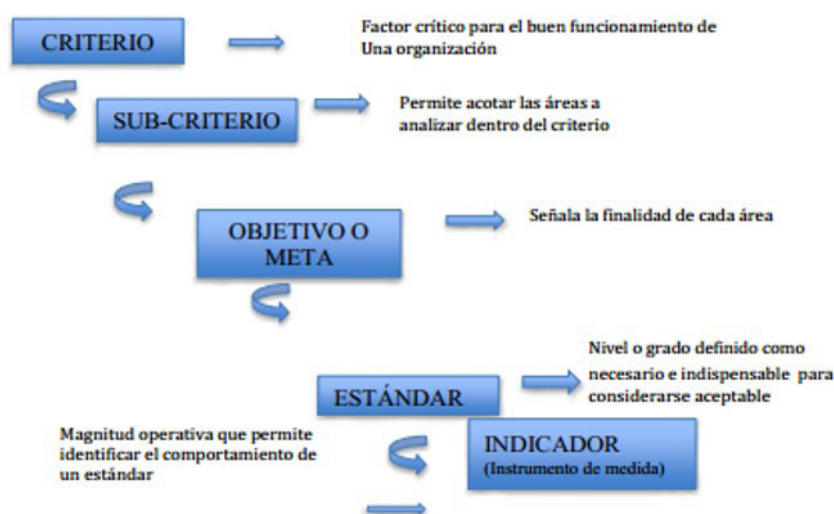 CRITERIO
Factor crítico para el buen funcionamiento de
Una organización
SUB-CRITERIO
Permite acotar las áreas a
analizar dentro del criterio
OBJETIVO O
META
Señala la finalidad de cada área
ESTÁNDAR
Nivel o grado definido como
necesario e indispensable para
considerarse aceptable
INDICADOR
(Instrumento de medida)
Magnitud operativa que permite
identificar el comportamiento de
un estándar